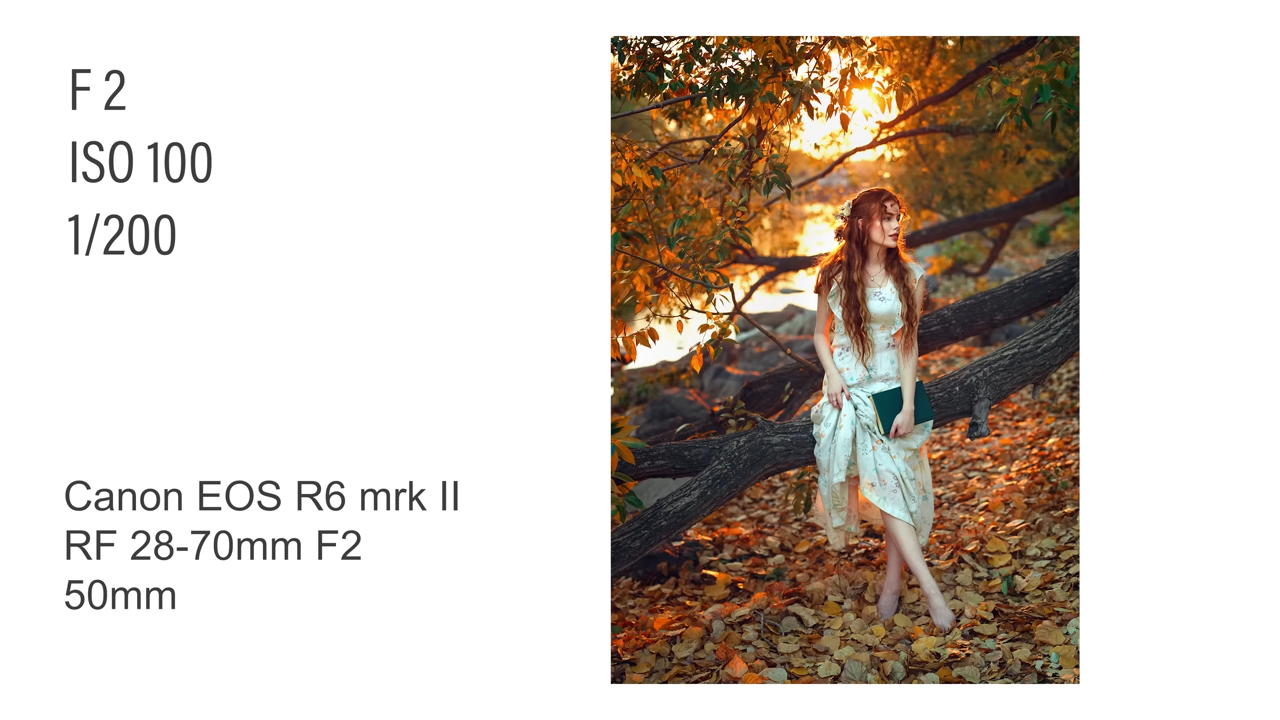 F 2
ISO 100
1/200
Canon EOS R6 mrk II
RF 28-70mm F2
50mm